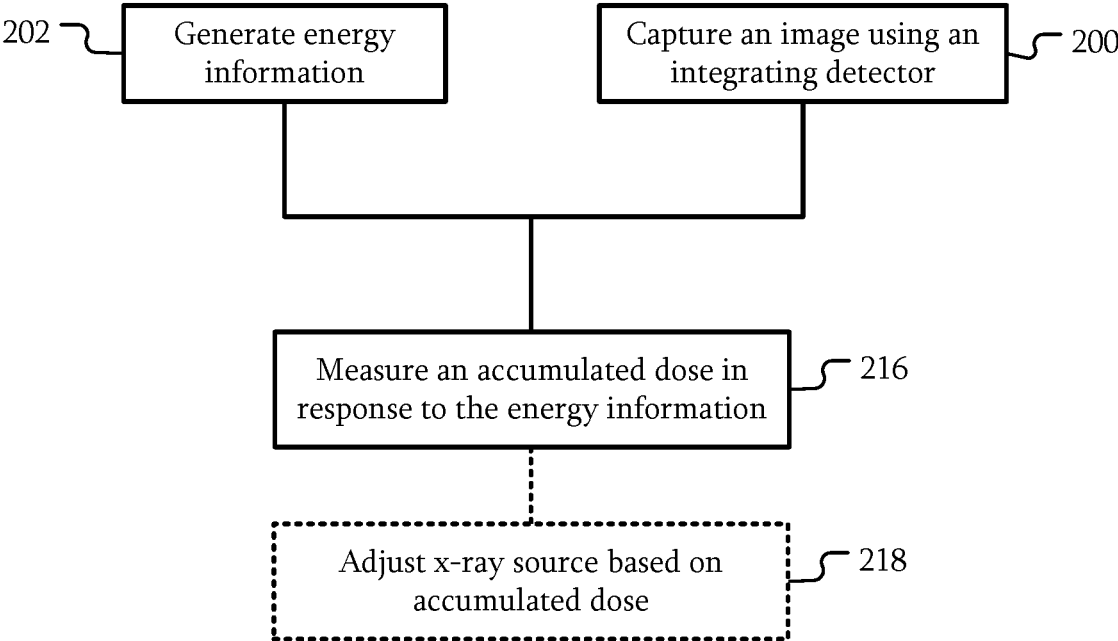 202
Generate energy
information
Capture an image using an
integrating detector
200
Measure an accumulated dose in
response to the energy information
216
Adjust x-ray source based on
accumulated dose
218